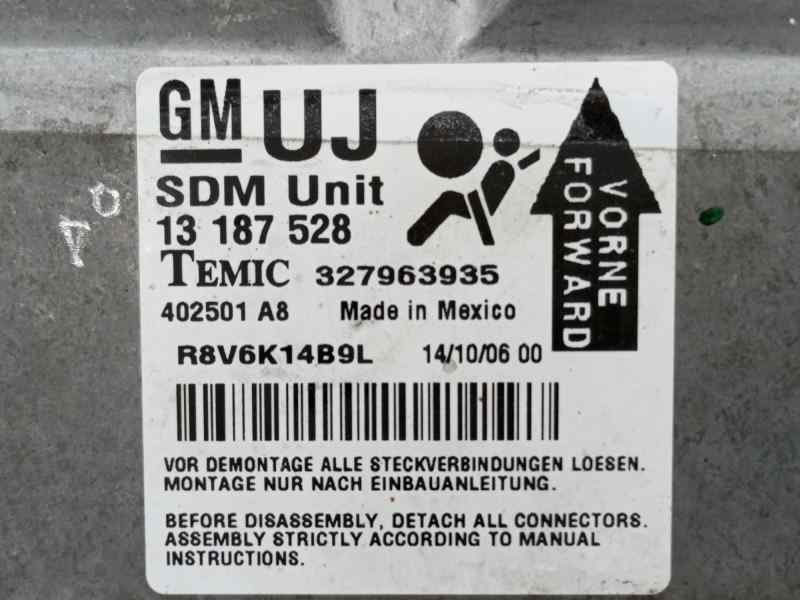 GM UJ
SDM Unit
13 187 528
TEMIC 327963935
402501 A8 Made in Mexico
R8V6K14B9L 14/10/06 00
VORNE
FORWARD
VOR DEMONTAGE ALLE STECKVERBINDUNGEN LOESEN.
MONTAGE NUR NACH EINBAUANLEITUNG.
BEFORE DISASSEMBLY, DETACH ALL CONNECTORS.
ASSEMBLY STRICTLY ACCORDING TO MANUAL
INSTRUCTIONS.